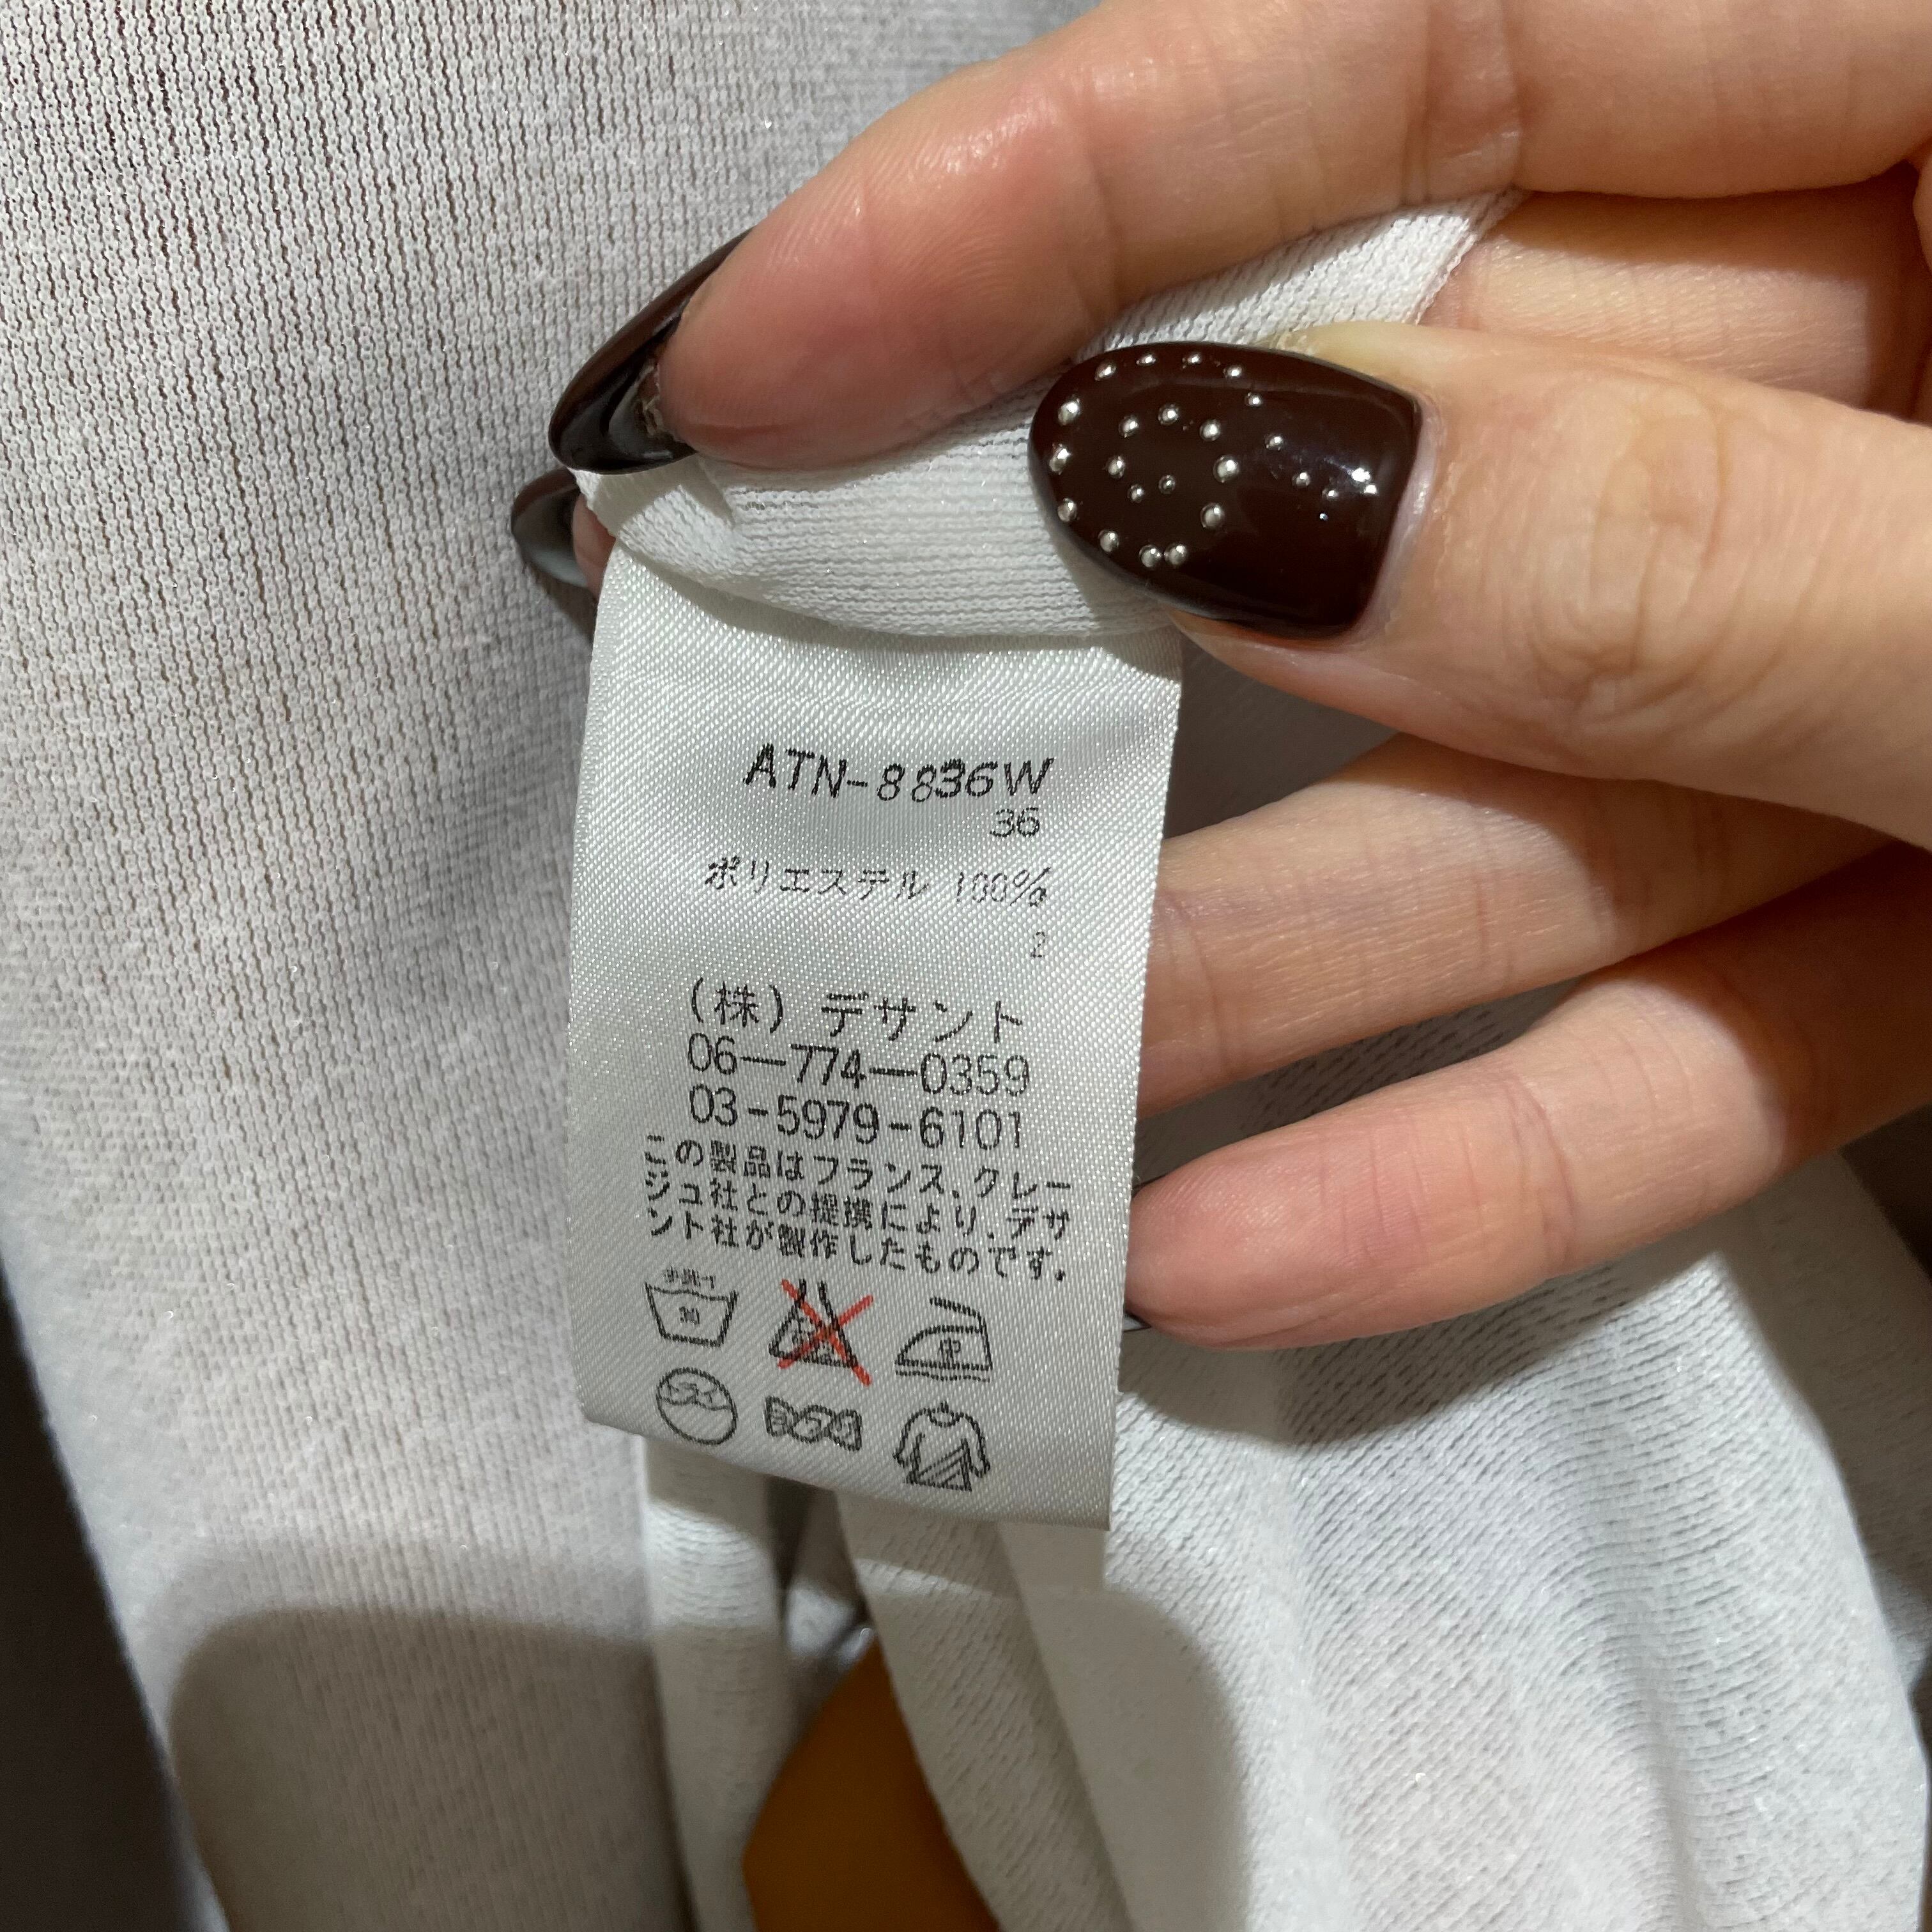 ATN-8836W
36
ポリエステル 100%
2
(株) デサント
06-774-0359
03-5979-6101
この製品はフランス、クレー
ジュ社との提携により、デサ
ント社が製作したものです。
30
中